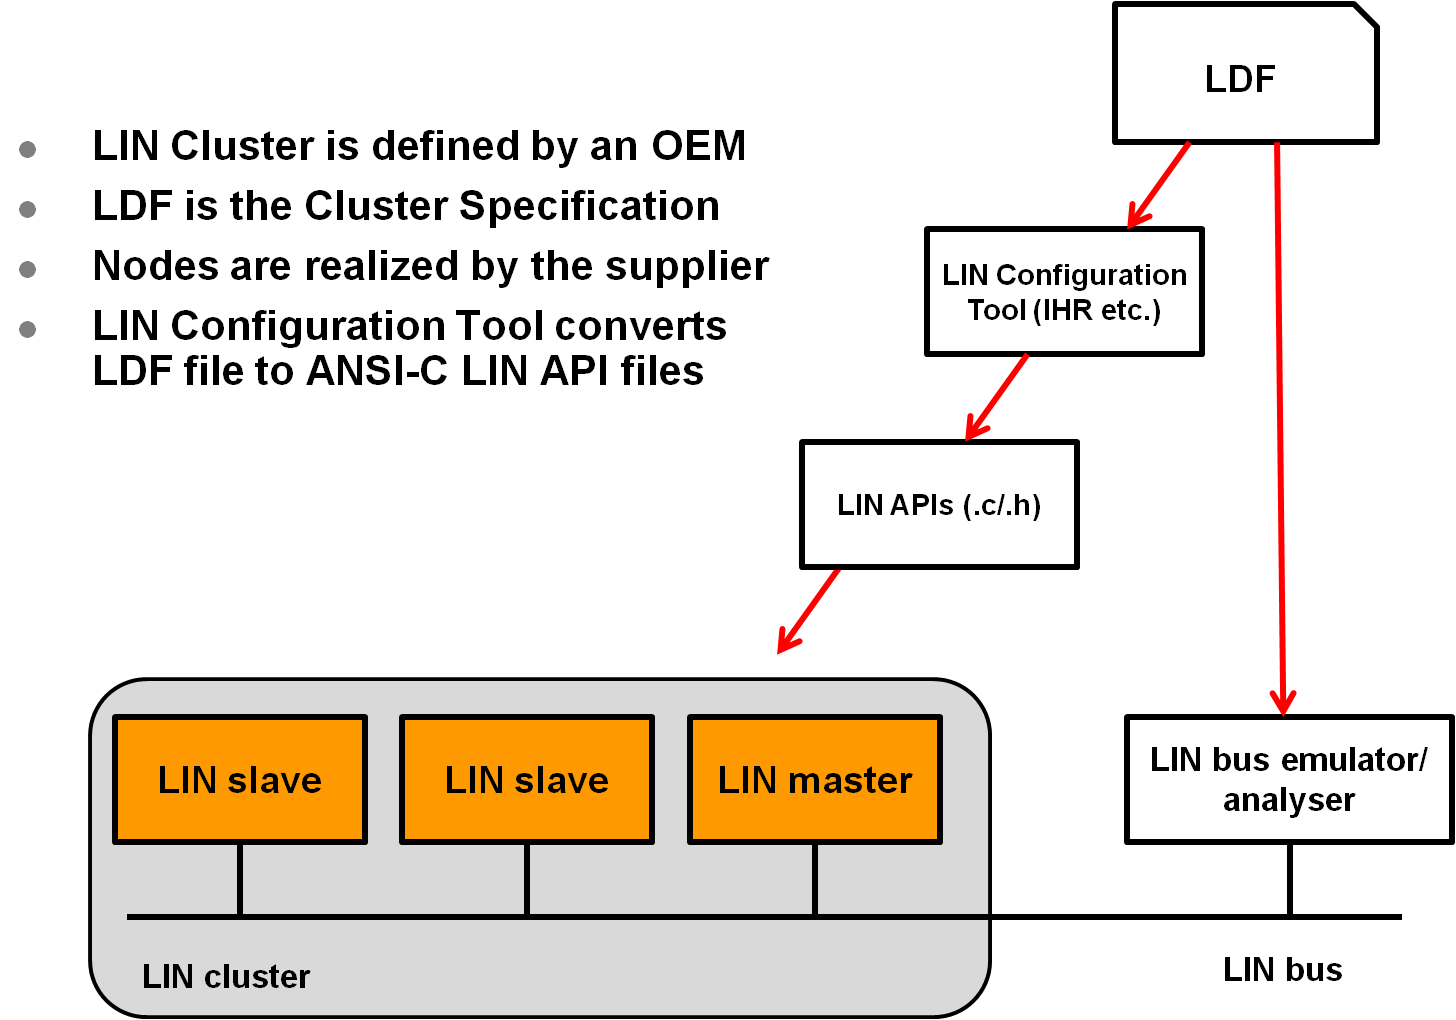 LDF
LIN Cluster is defined by an OEM
LDF is the Cluster Specification
Nodes are realized by the supplier
LIN Configuration Tool converts
LDF file to ANSI-C LIN API files
LIN Configuration
Tool (IHR etc.)
LIN APIs (.c/.h)
LIN slave
LIN slave
LIN master
LIN bus emulator/
analyser
LIN cluster
LIN bus